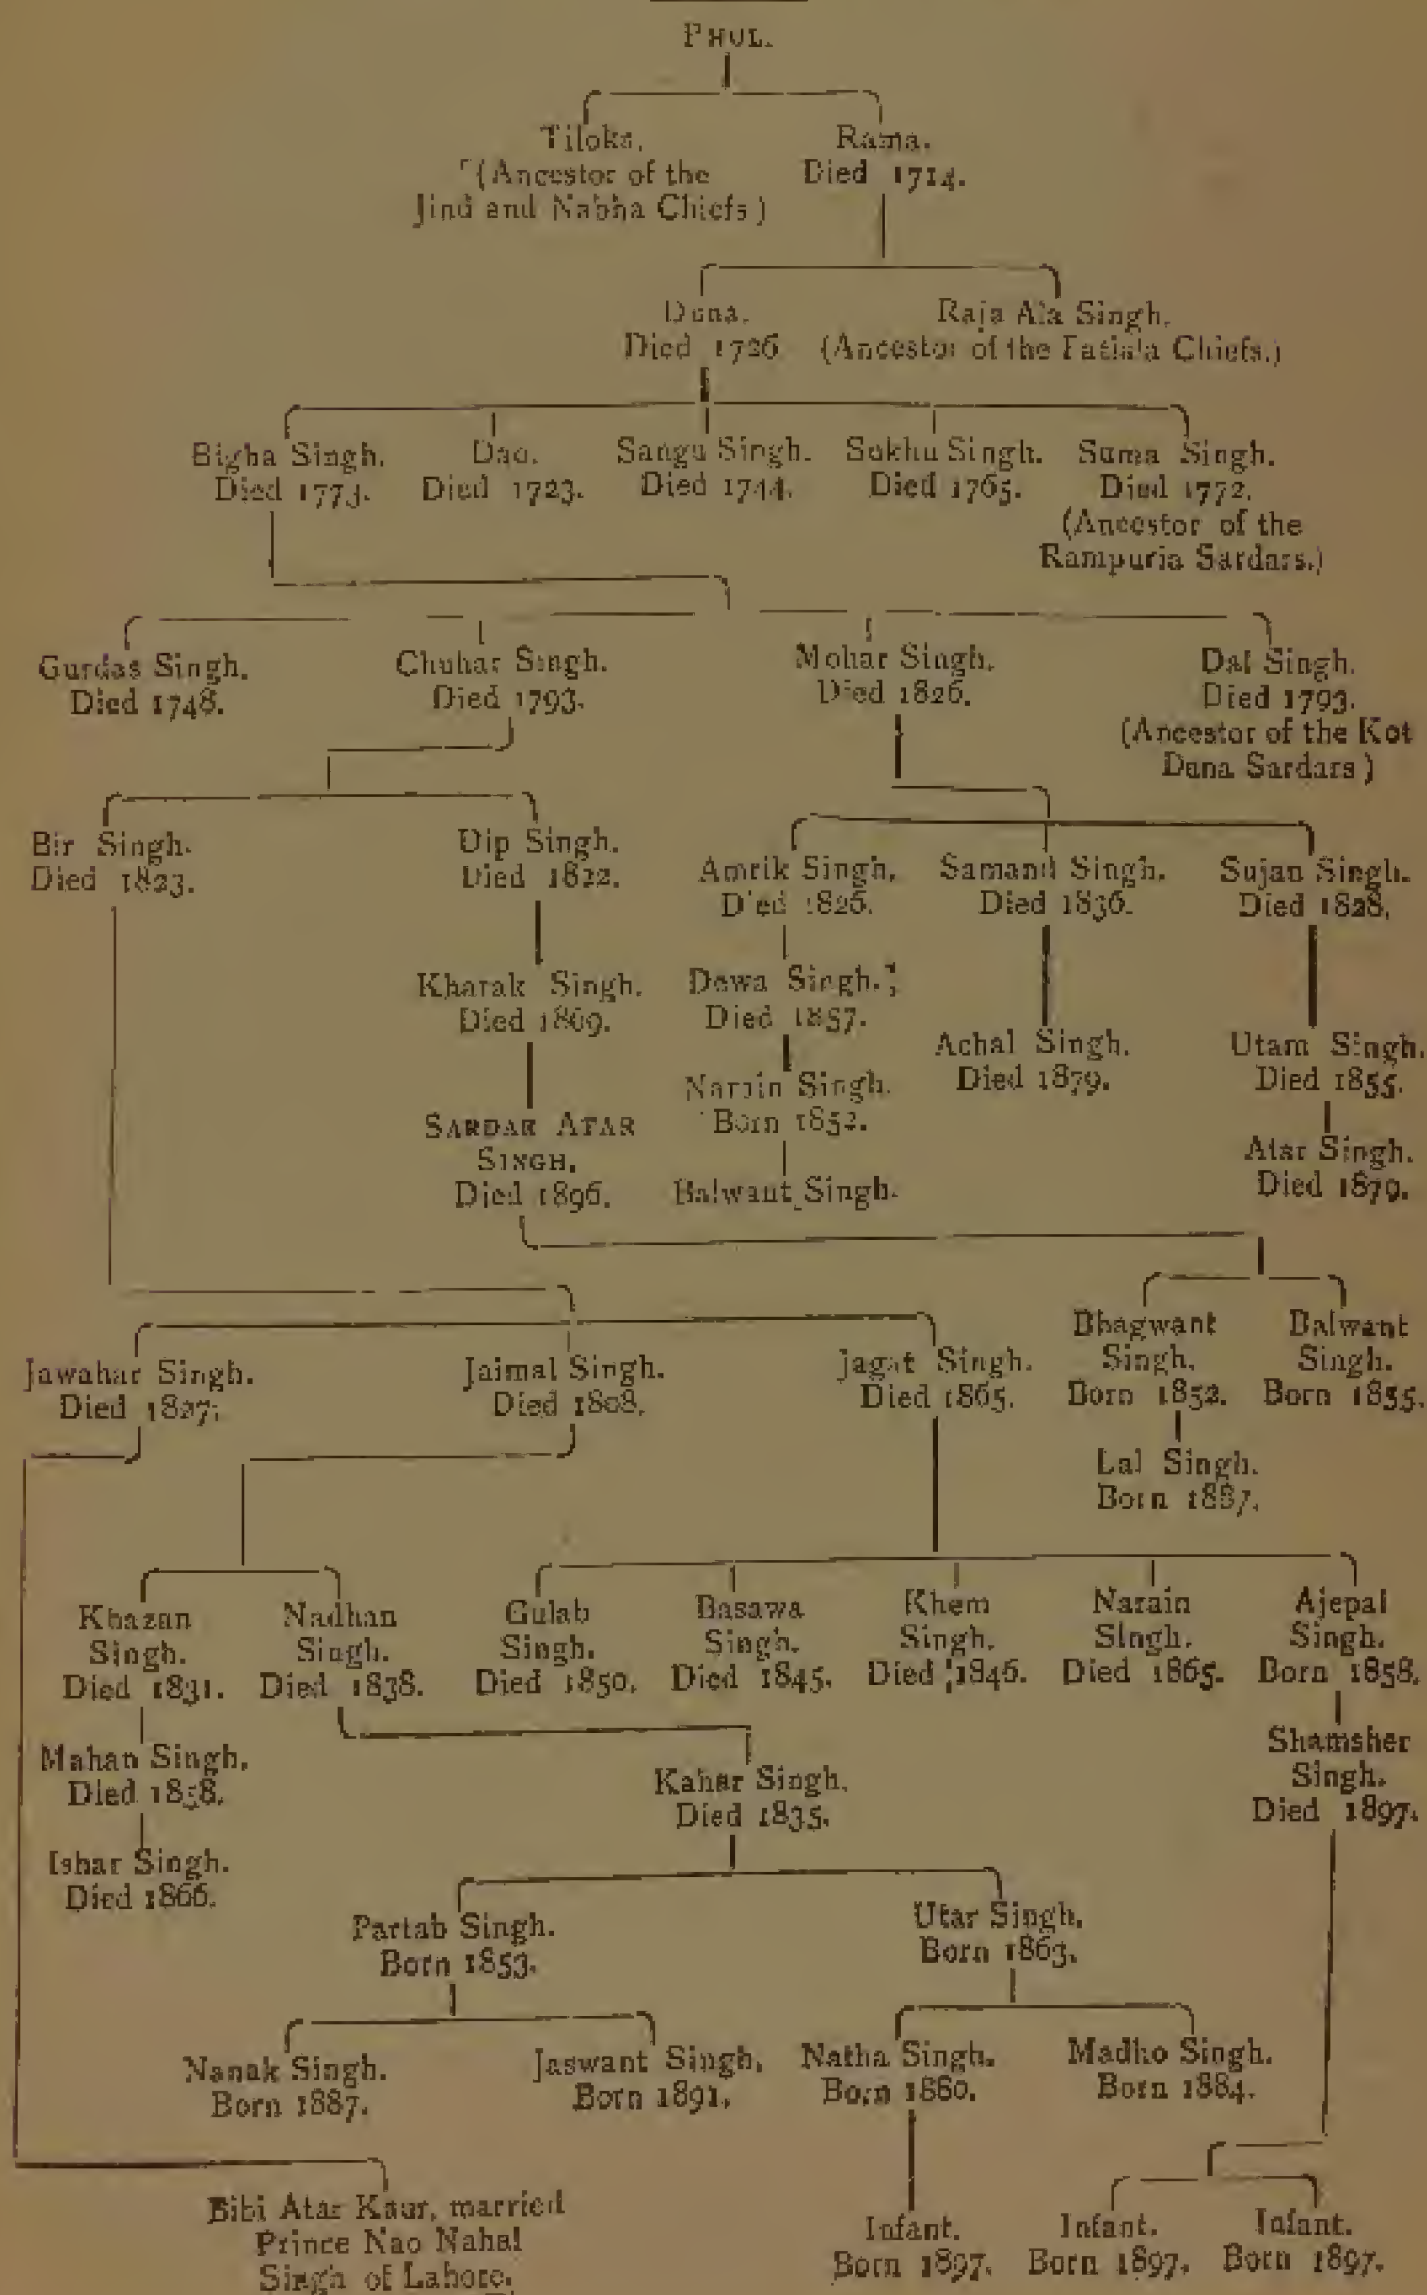 PHUL.
Tiloka.
(Ancestor of the
Jind and Nabha Chiefs)
Rama.
Died 1714.
Duna.
Died 1726
Raja Ala Singh.
(Ancestor of the Patiala Chiefs.)
Bigha Singh.
Died 1773.
Dao.
Died 1723.
Sangu Singh.
Died 1744.
Sukhu Singh.
Died 1765.
Suma Singh.
Died 1772.
(Ancestor of the
Rampuria Sardars.)
Gurdas Singh.
Died 1748.
Chuhar Singh.
Died 1793.
Mohar Singh.
Died 1826.
Dal Singh.
Died 1793.
(Ancestor of the Kot
Duna Sardars)
Bir Singh.
Died 1823.
Dip Singh.
Died 1822.
Amrik Singh.
Died 1826.
Samand Singh.
Died 1836.
Sujan Singh.
Died 1828.
Kharak Singh.
Died 1869.
Dewa Singh.
Died 1857.
Achal Singh.
Died 1879.
Utam Singh.
Died 1855.
SARDAR ATAR
SINGH.
Died 1896.
Narain Singh.
Born 1852.
Balwant Singh.
Atar Singh.
Died 1879.
Jawahar Singh.
Died 1827.
Jaimal Singh.
Died 1808.
Jagat Singh.
Died 1865.
Bhagwant
Singh.
Born 1852.
Balwant
Singh.
Born 1855.
Lal Singh.
Born 1887.
Khazan
Singh.
Died 1831.
Nadhan
Singh.
Died 1838.
Gulab
Singh.
Died 1850.
Basawa
Singh.
Died 1845.
Khem
Singh.
Died 1846.
Narain
Singh.
Died 1865.
Ajepal
Singh.
Born 1858.
Mahan Singh.
Died 1858.
Kahar Singh.
Died 1835.
Shamsher
Singh.
Died 1897.
Ishar Singh.
Died 1866.
Partab Singh.
Born 1853.
Utar Singh.
Born 1863.
Nanak Singh.
Born 1887.
Jaswant Singh.
Born 1891.
Natha Singh.
Born 1880.
Madho Singh.
Born 1884.
Bibi Atar Kaur, married
Prince Nao Nahal
Singh of Lahore.
Infant.
Born 1897.
Infant.
Born 1897.
Infant.
Born 1897.